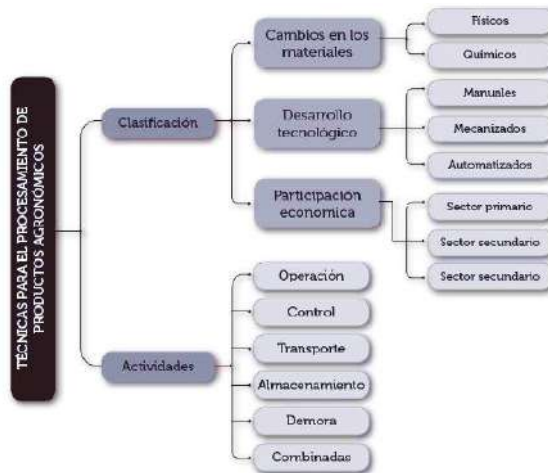 TÉCNICAS PARA EL PROCESAMIENTO DE
PRODUCTOS AGRONÓMICOS
Clasificación
Cambios en los
materiales
Físicos
Químicos
Desarrollo
tecnológico
Manuales
Mecanizados
Automatizados
Participación
economica
Sector primario
Sector secundario
Sector secundario
Actividades
Operación
Control
Transporte
Almacenamiento
Demora
Combinadas